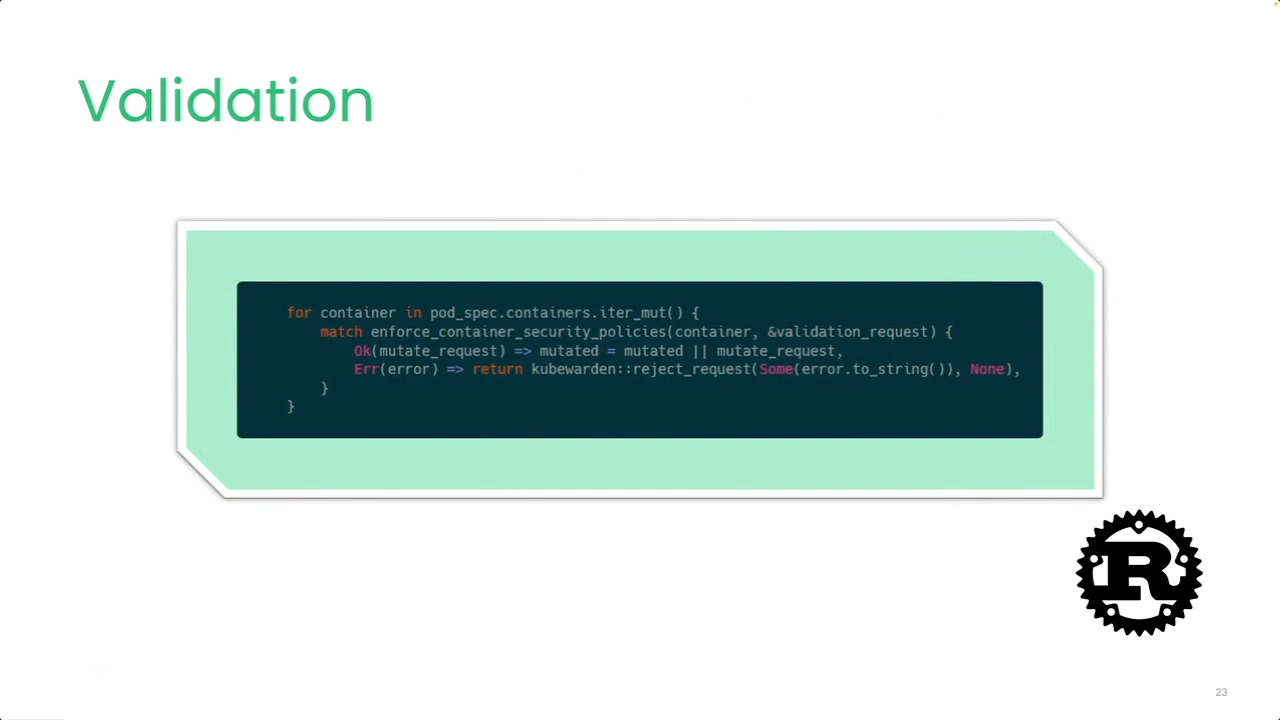 Validation
for container in pod_spec.containers.iter_mut() {
    match enforce_container_security_policies(container, &validation_request) {
        Ok(mutate_request) => mutated = mutated || mutate_request,
        Err(error) => return kubewarden::reject_request(Some(error.to_string()), None),
    }
}
R
23